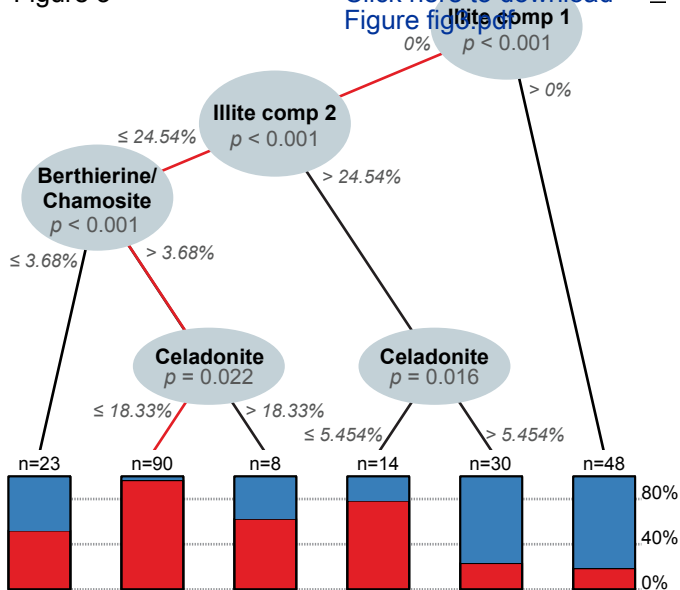 Click here to download
Figure fig3.pdf
Illite comp 1
p < 0.001
0%
> 0%
Illite comp 2
p < 0.001
≤ 24.54%
> 24.54%
Berthierine/
Chamosite
p < 0.001
≤ 3.68%
> 3.68%
Celadonite
p = 0.022
Celadonite
p = 0.016
≤ 18.33%
> 18.33%
≤ 5.454%
> 5.454%
n=23
n=90
n=8
n=14
n=30
n=48
80%
40%
0%